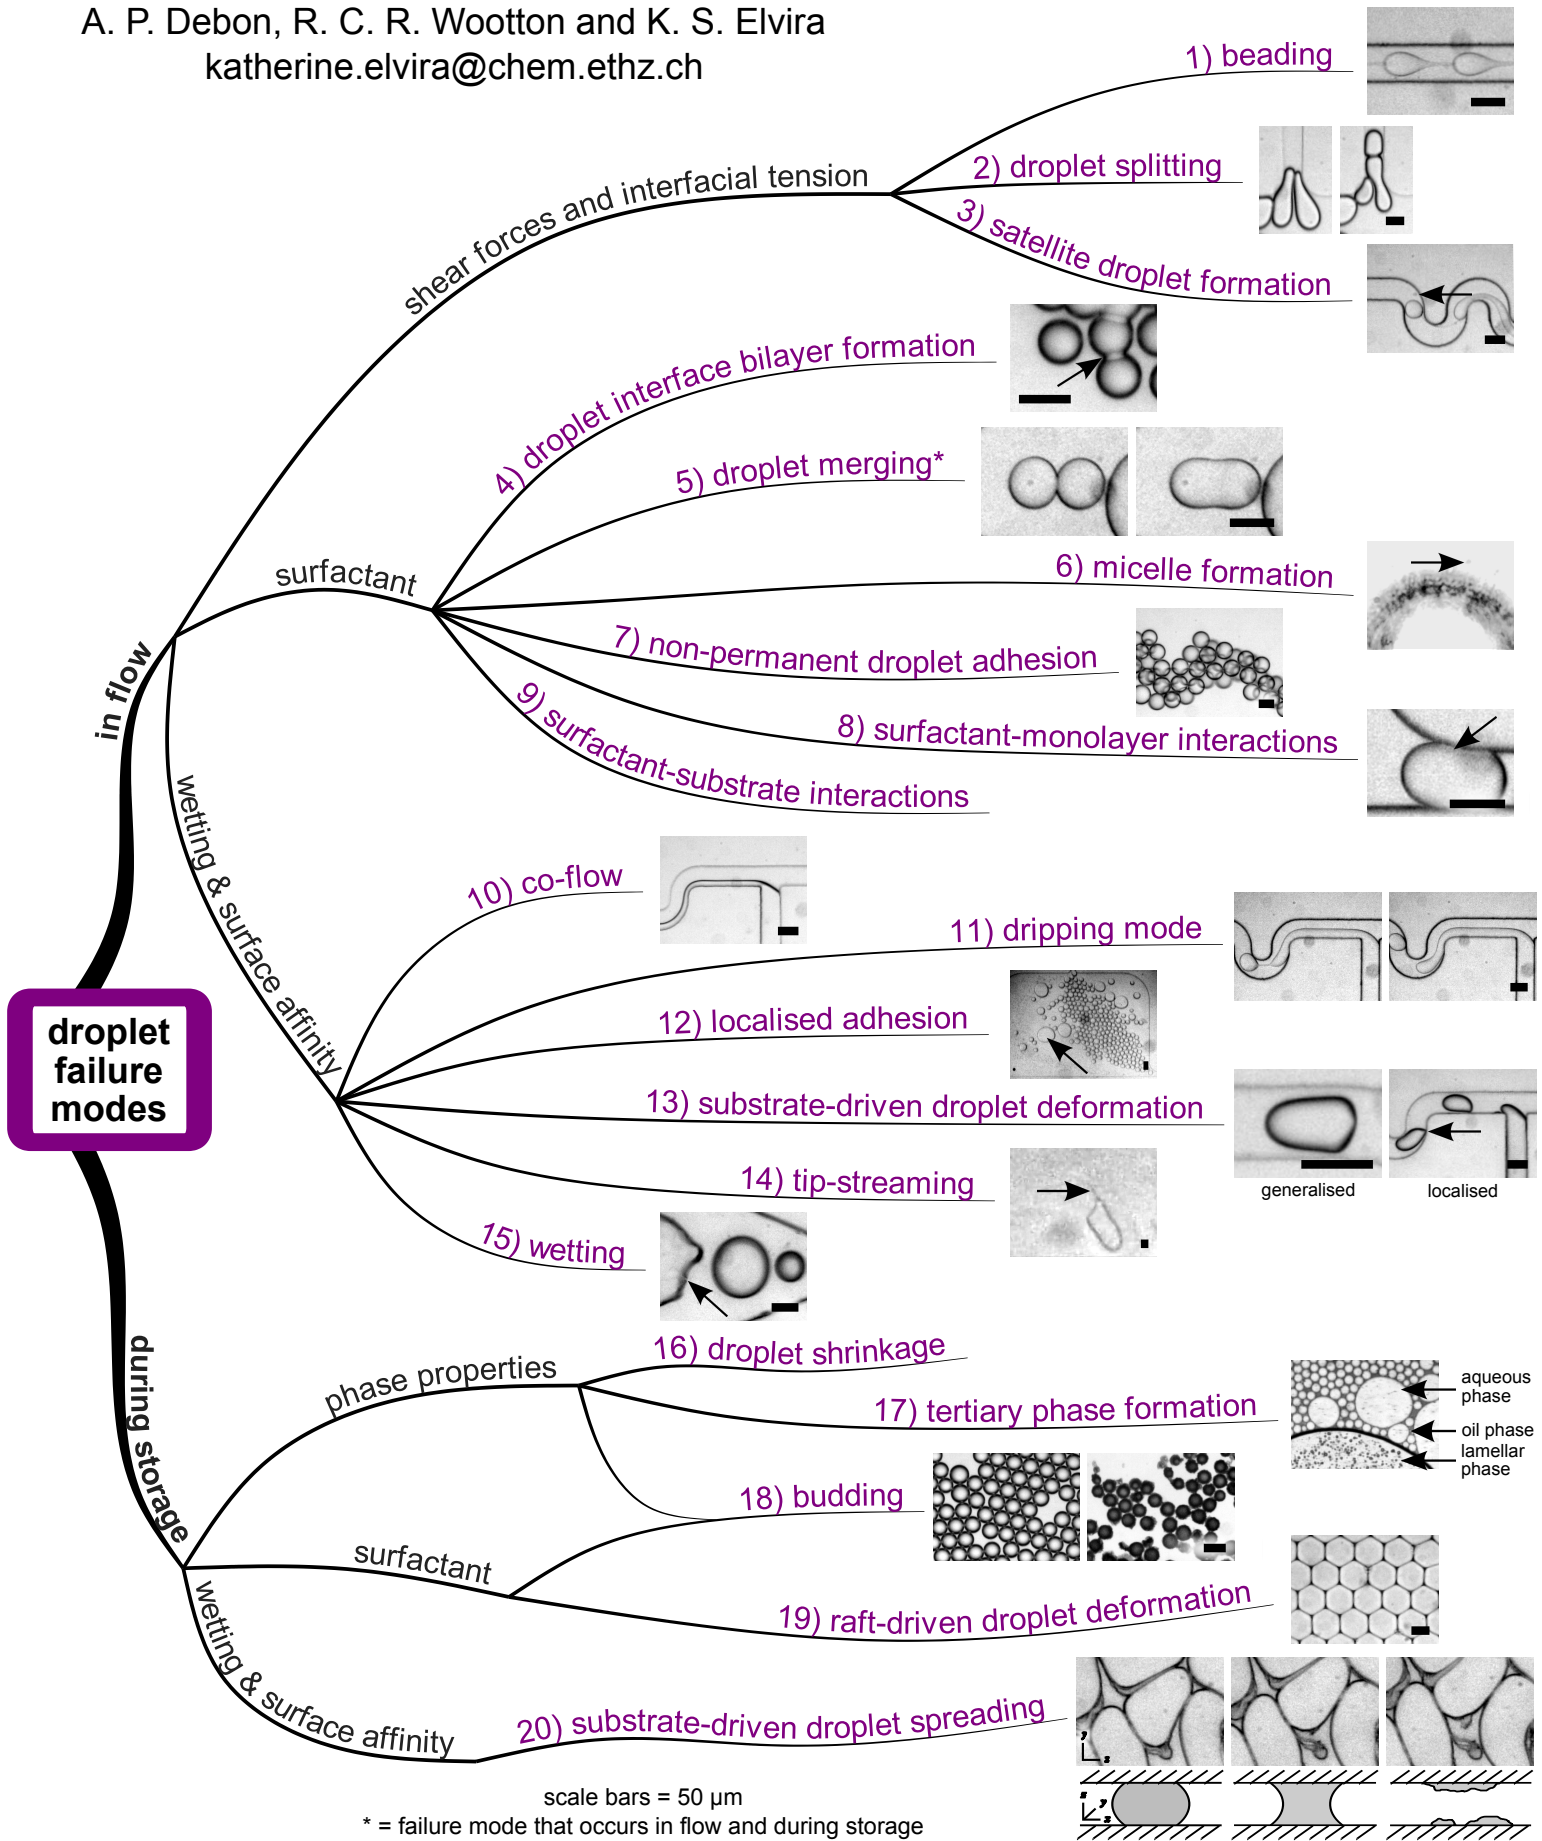 A. P. Debon, R. C. R. Wootton and K. S. Elvira
katherine.elvira@chem.ethz.ch
droplet
failure
modes
in flow
shear forces and interfacial tension
1) beading
2) droplet splitting
3) satellite droplet formation
surfactant
4) droplet interface bilayer formation
5) droplet merging*
6) micelle formation
7) non-permanent droplet adhesion
8) surfactant-monolayer interactions
9) surfactant-substrate interactions
wetting & surface affinity
10) co-flow
11) dripping mode
12) localised adhesion
13) substrate-driven droplet deformation
generalised
localised
14) tip-streaming
15) wetting
during storage
phase properties
16) droplet shrinkage
17) tertiary phase formation
aqueous
phase
oil phase
lamellar
phase
18) budding
surfactant
19) raft-driven droplet deformation
wetting & surface affinity
20) substrate-driven droplet spreading
y
x
z
y
x
scale bars = 50 µm
* = failure mode that occurs in flow and during storage